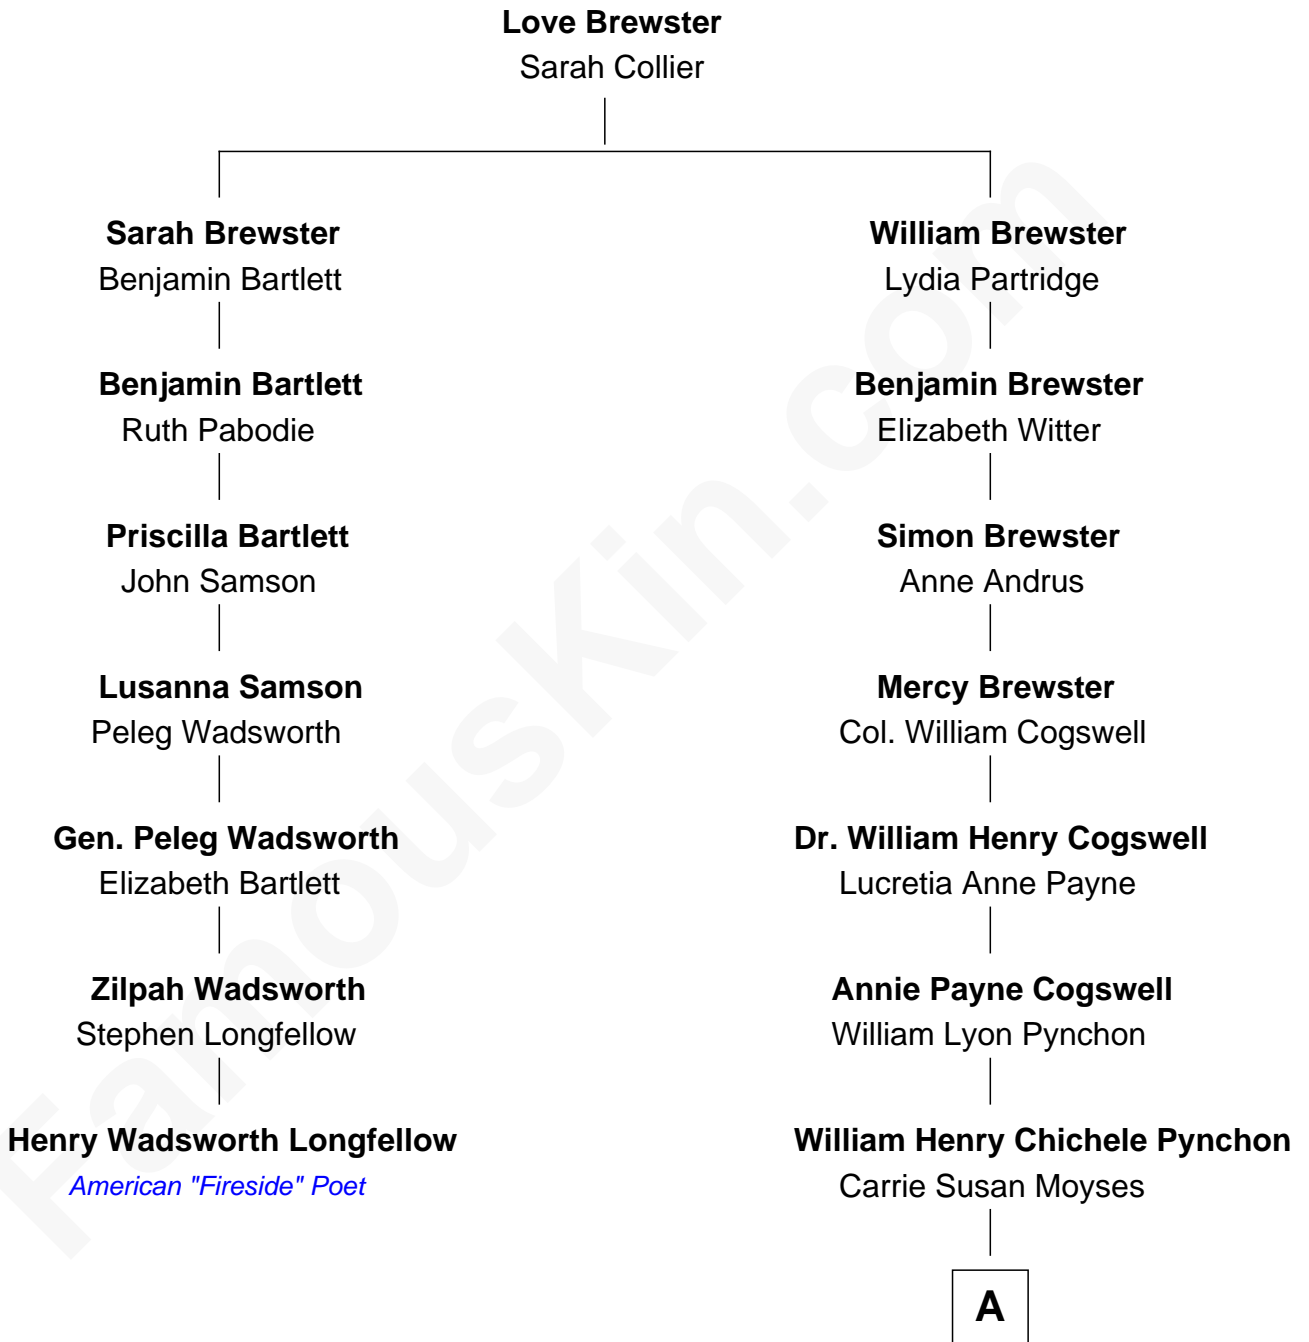 Love Brewster
Sarah Collier
Sarah Brewster
Benjamin Bartlett
William Brewster
Lydia Partridge
Benjamin Bartlett
Ruth Pabodie
Benjamin Brewster
Elizabeth Witter
Priscilla Bartlett
John Samson
Simon Brewster
Anne Andrus
Lusanna Samson
Peleg Wadsworth
Mercy Brewster
Col. William Cogswell
Gen. Peleg Wadsworth
Elizabeth Bartlett
Dr. William Henry Cogswell
Lucretia Anne Payne
Zilpah Wadsworth
Stephen Longfellow
Annie Payne Cogswell
William Lyon Pynchon
Henry Wadsworth Longfellow
American "Fireside" Poet
William Henry Chichele Pynchon
Carrie Susan Moyses
A
FamousKin.com